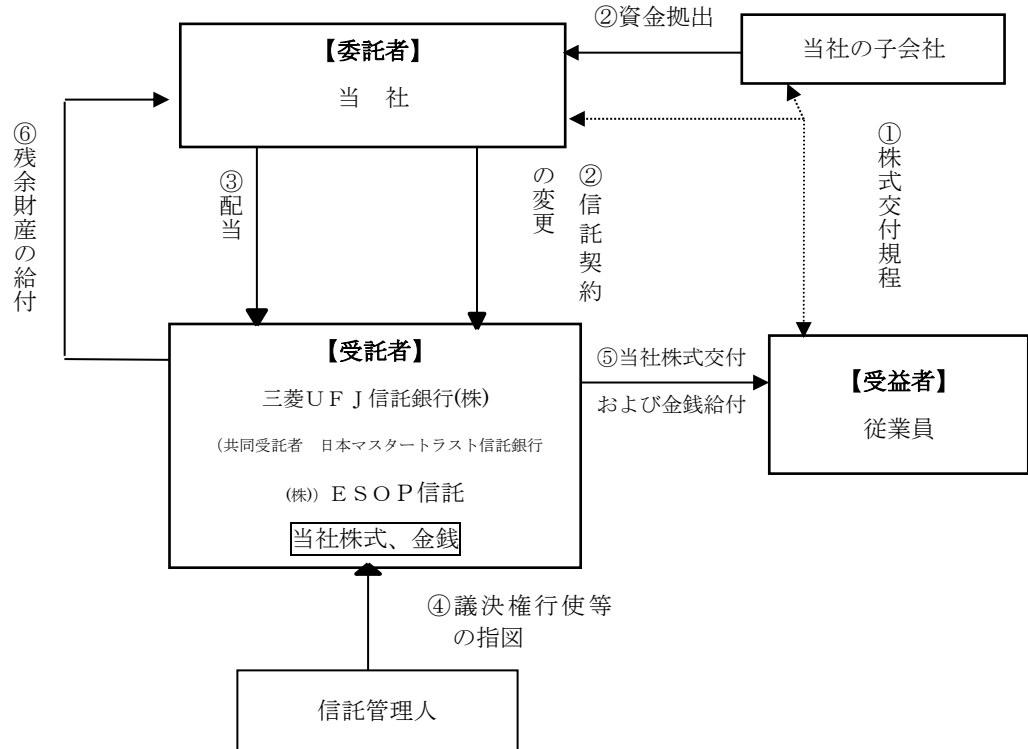 ②資金拠出
【委託者】
当　社
当社の子会社
⑥残余財産の給付
③配当
②信託契約
の変更
①株式交付規程
【受託者】
三菱ＵＦＪ信託銀行(株)
(共同受託者　日本マスタートラスト信託銀行
(株)) ＥＳＯＰ信託
当社株式、金銭
⑤当社株式交付
および金銭給付
【受益者】
従業員
④議決権行使等
の指図
信託管理人